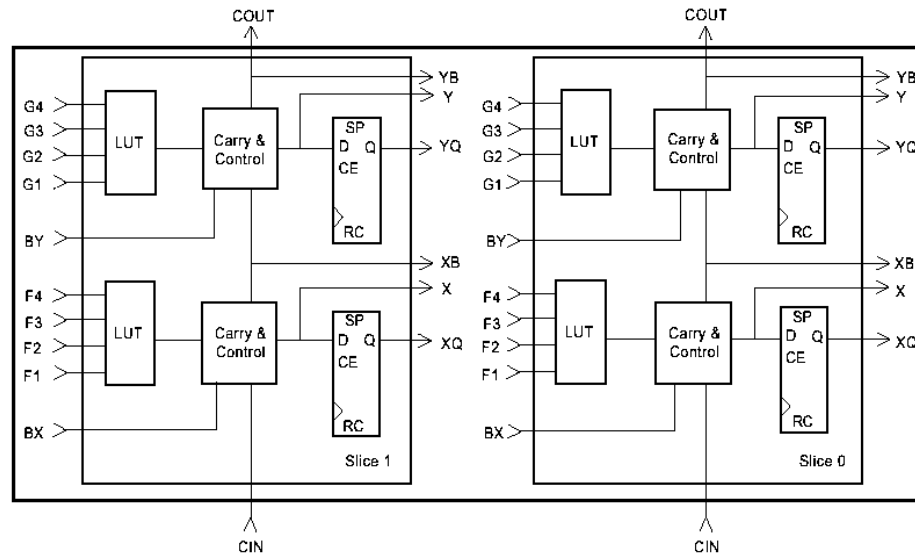 COUT
YB
Y
G4
G3
G2
G1
LUT
Carry &
Control
SP
D Q
CE
RC
YQ
BY
XB
X
F4
F3
F2
F1
LUT
Carry &
Control
SP
D Q
CE
RC
XQ
BX
Slice 1
CIN
COUT
YB
Y
G4
G3
G2
G1
LUT
Carry &
Control
SP
D Q
CE
RC
YQ
BY
XB
X
F4
F3
F2
F1
LUT
Carry &
Control
SP
D Q
CE
RC
XQ
BX
Slice 0
CIN